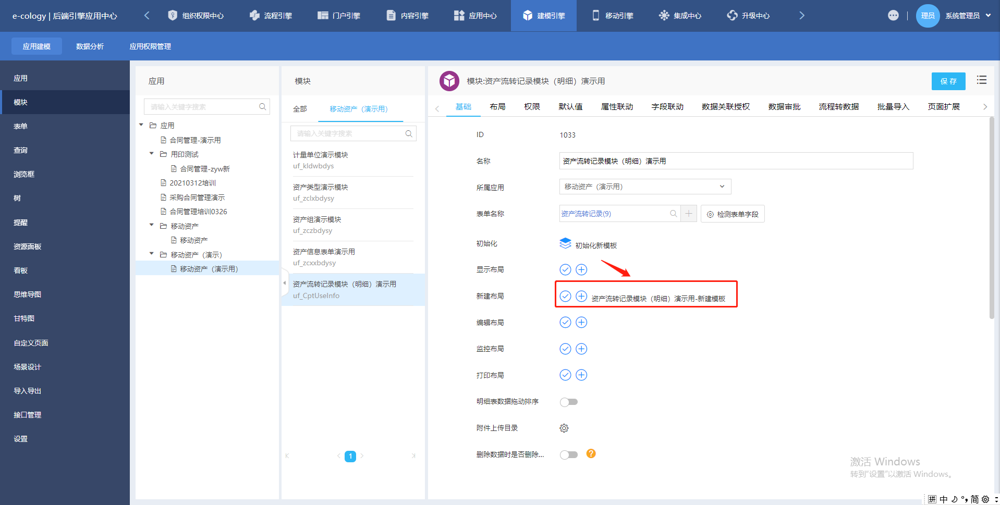 e-cology | 后端引擎应用中心
组织权限中心
流程引擎
门户引擎
内容引擎
应用中心
建模引擎
移动引擎
集成中心
升级中心
理员
系统管理员
应用建模
数据分析
应用权限管理
应用
模块
表单
查询
浏览框
树
提醒
资源面板
看板
思维导图
甘特图
自定义页面
场景设计
导入导出
接口管理
设置
应用
请输入关键字搜索
应用
合同管理-演示用
用印测试
合同管理-zyw新
20210312培训
采购合同管理演示
合同管理培训0326
移动资产
移动资产
移动资产（演示）
移动资产（演示用）
模块
全部
移动资产（演示用）
请输入关键字搜索
计量单位演示模块
uf_kldwbdys
资产类型演示模块
uf_zclxbdysy
资产组演示模块
uf_zczbdysy
资产信息表单演示用
uf_zcxxbdysy
资产流转记录模块（明细）演示用
uf_CptUseInfo
1
模块:资产流转记录模块（明细）演示用
保存
基础
布局
权限
默认值
属性联动
字段联动
数据关联授权
数据审批
流程转数据
批量导入
页面扩展
ID
1033
名称
资产流转记录模块（明细）演示用
所属应用
移动资产（演示用）
表单名称
资产流转记录(9)
检测表单字段
初始化
初始化新模板
显示布局
新建布局
资产流转记录模块（明细）演示用-新建模板
编辑布局
监控布局
打印布局
明细表数据拖动排序
附件上传目录
删除数据时是否删除...
?
激活 Windows
转到"设置"以激活 Windows。
拼 中 简